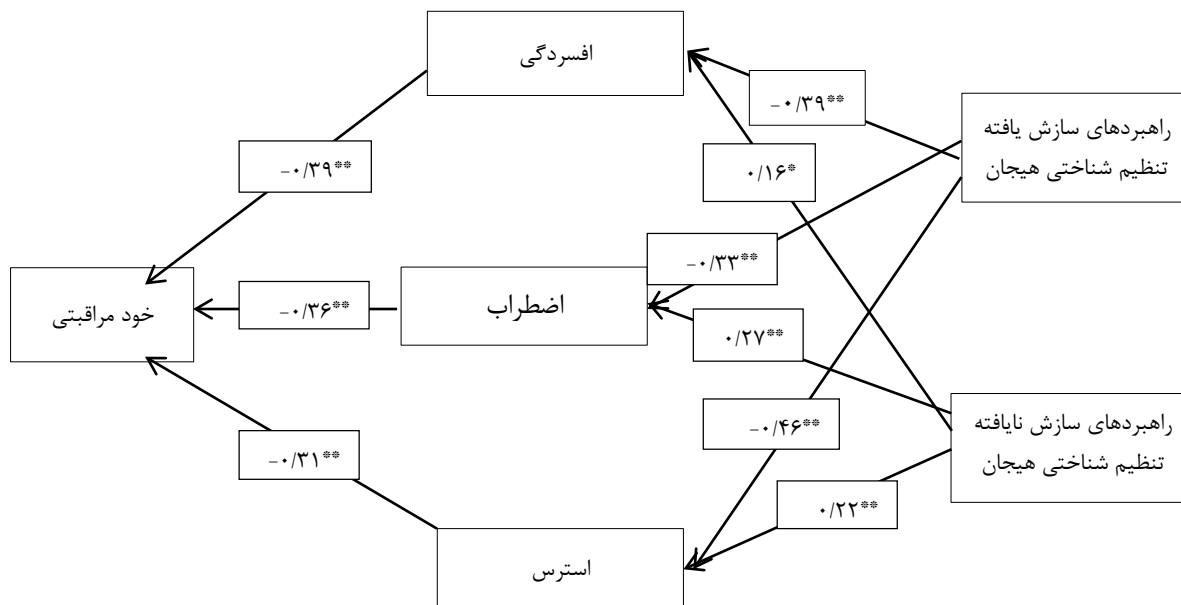 افسردگی
راهبردهای سازش یافته
تنظیم شناختی هیجان
-۰/۳۹**
-۰/۳۹**
۰/۱۶*
-۰/۳۳**
اضطراب
-۰/۳۶**
خود مراقبتی
۰/۲۷**
راهبردهای سازش نایافته
تنظیم شناختی هیجان
-۰/۴۶**
-۰/۳۱**
۰/۲۲**
استرس